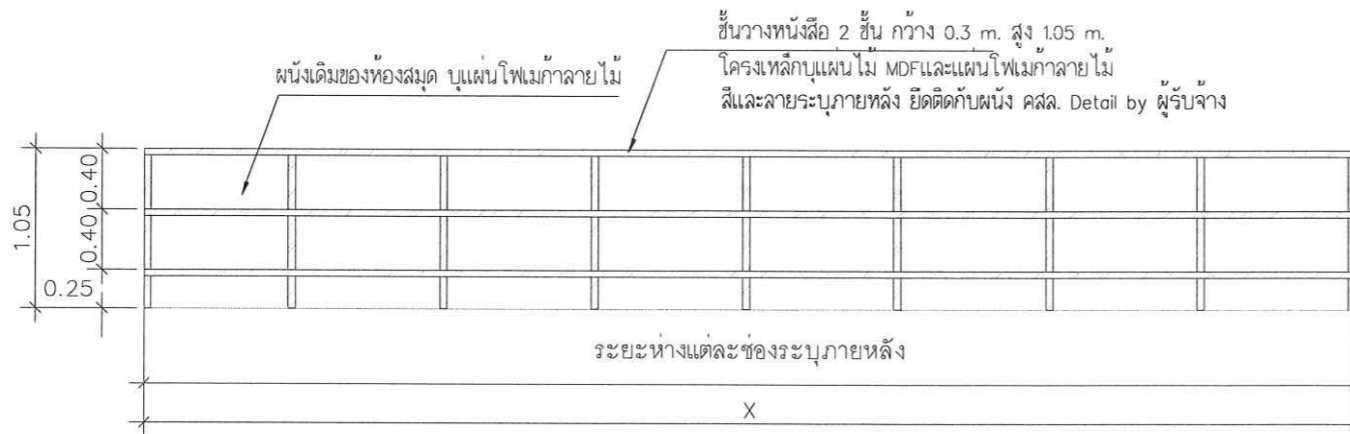 ชั้นวางหนังสือ 2 ชั้น กว้าง 0.3 m. สูง 1.05 m.
โครงเหล็กบุแผ่นไม้ MDFและแผ่นโฟเมก้าลายไม้
สีและลายระบุภายหลัง ยึดติดกับผนัง คสล. Detail by ผู้รับจ้าง
ผนังเดิมของห้องสมุด บุแผ่นโฟเมก้าลายไม้
1.05
0.40
0.40
0.25
ระยะห่างแต่ละช่องระบุภายหลัง
X